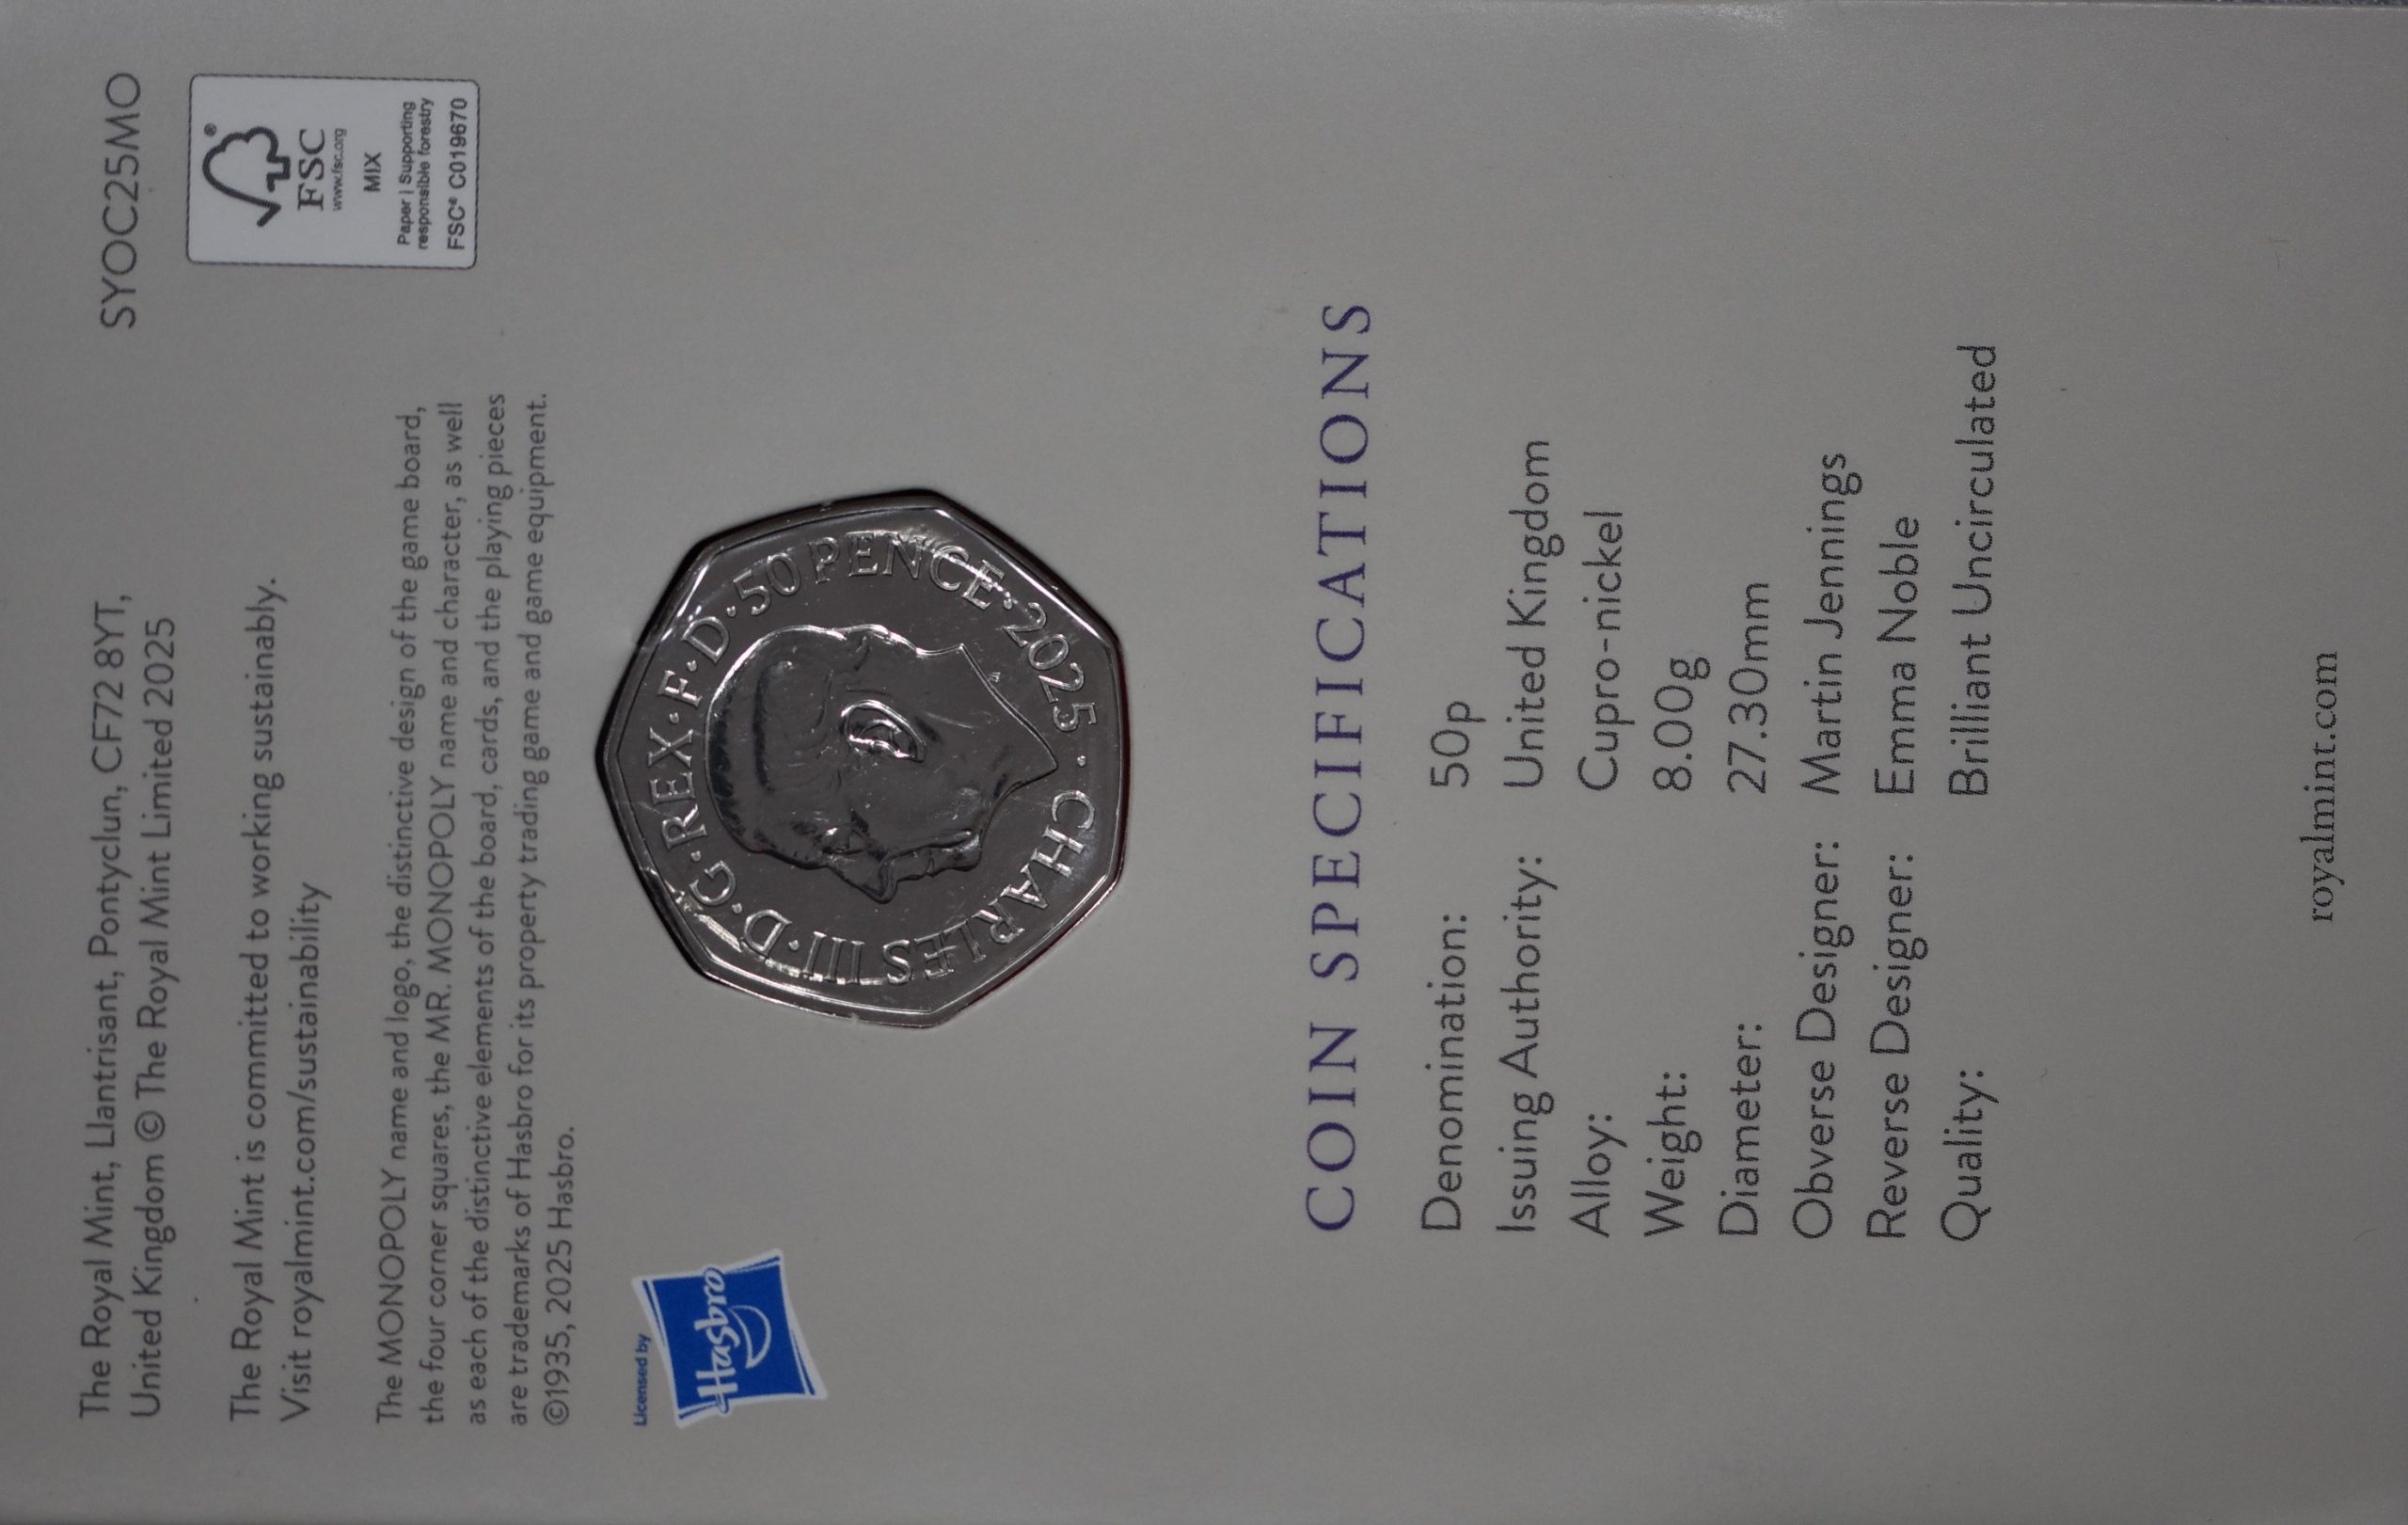 The Royal Mint, Llantrisant, Pontyclun, CF72 8YT,
United Kingdom © The Royal Mint Limited 2025
SYOC25MO
The Royal Mint is committed to working sustainably.
Visit royalmint.com/sustainability
FSC®
www.fsc.org
MIX
Paper | Supporting
responsible forestry
FSC® C019670
The MONOPOLY name and logo, the distinctive design of the game board,
the four corner squares, the MR. MONOPOLY name and character, as well
as each of the distinctive elements of the board, cards, and the playing pieces
are trademarks of Hasbro for its property trading game and game equipment.
©1935, 2025 Hasbro.
Licensed by
Hasbro
· CHARLES III · D · G · REX · F · D · 50 PENCE · 2025
COIN SPECIFICATIONS
Denomination: 50p
Issuing Authority: United Kingdom
Alloy: Cupro-nickel
Weight: 8.00g
Diameter: 27.30mm
Obverse Designer: Martin Jennings
Reverse Designer: Emma Noble
Quality: Brilliant Uncirculated
royalmint.com